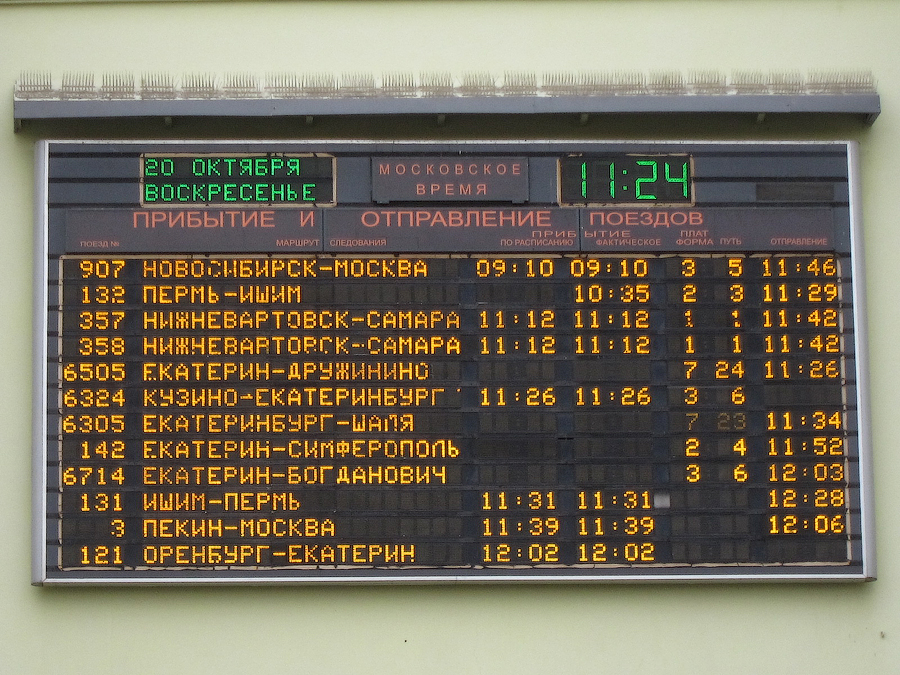 20 ОКТЯБРЯ
ВОСКРЕСЕНЬЕ
МОСКОВСКОЕ
ВРЕМЯ
11:24
ПРИБЫТИЕ И ОТПРАВЛЕНИЕ ПОЕЗДОВ
ПРИБЫТИЕ ПЛАТ
ПОЕЗД № МАРШРУТ СЛЕДОВАНИЯ ПО РАСПИСАНИЮ ФАКТИЧЕСКОЕ ФОРМА ПУТЬ ОТПРАВЛЕНИЕ
907 НОВОСИБИРСК-МОСКВА 09:10 09:10 3 5 11:46
132 ПЕРМЬ-ИШИМ 10:35 2 3 11:29
357 НИЖНЕВАРТОВСК-САМАРА 11:12 11:12 1 1 11:42
358 НИЖНЕВАРТОВСК-САМАРА 11:12 11:12 1 1 11:42
6505 ЕКАТЕРИН-ДРУЖИНИНО 7 24 11:26
6324 КУЗИНО-ЕКАТЕРИНБУРГ 11:26 11:26 3 6
6305 ЕКАТЕРИНБУРГ-ШАЛЯ 7 23 11:34
142 ЕКАТЕРИН-СИМФЕРОПОЛЬ 2 4 11:52
6714 ЕКАТЕРИН-БОГДАНОВИЧ 3 6 12:03
131 ИШИМ-ПЕРМЬ 11:31 11:31 12:28
3 ПЕКИН-МОСКВА 11:39 11:39 12:06
121 ОРЕНБУРГ-ЕКАТЕРИН 12:02 12:02